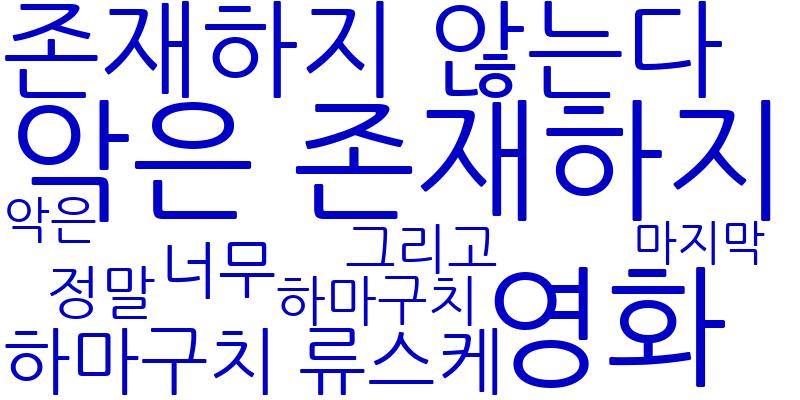 존재하지 않는다
악은 존재하지
악은
그리고
마지막
정말
너무
하마구치
영화
하마구치 류스케